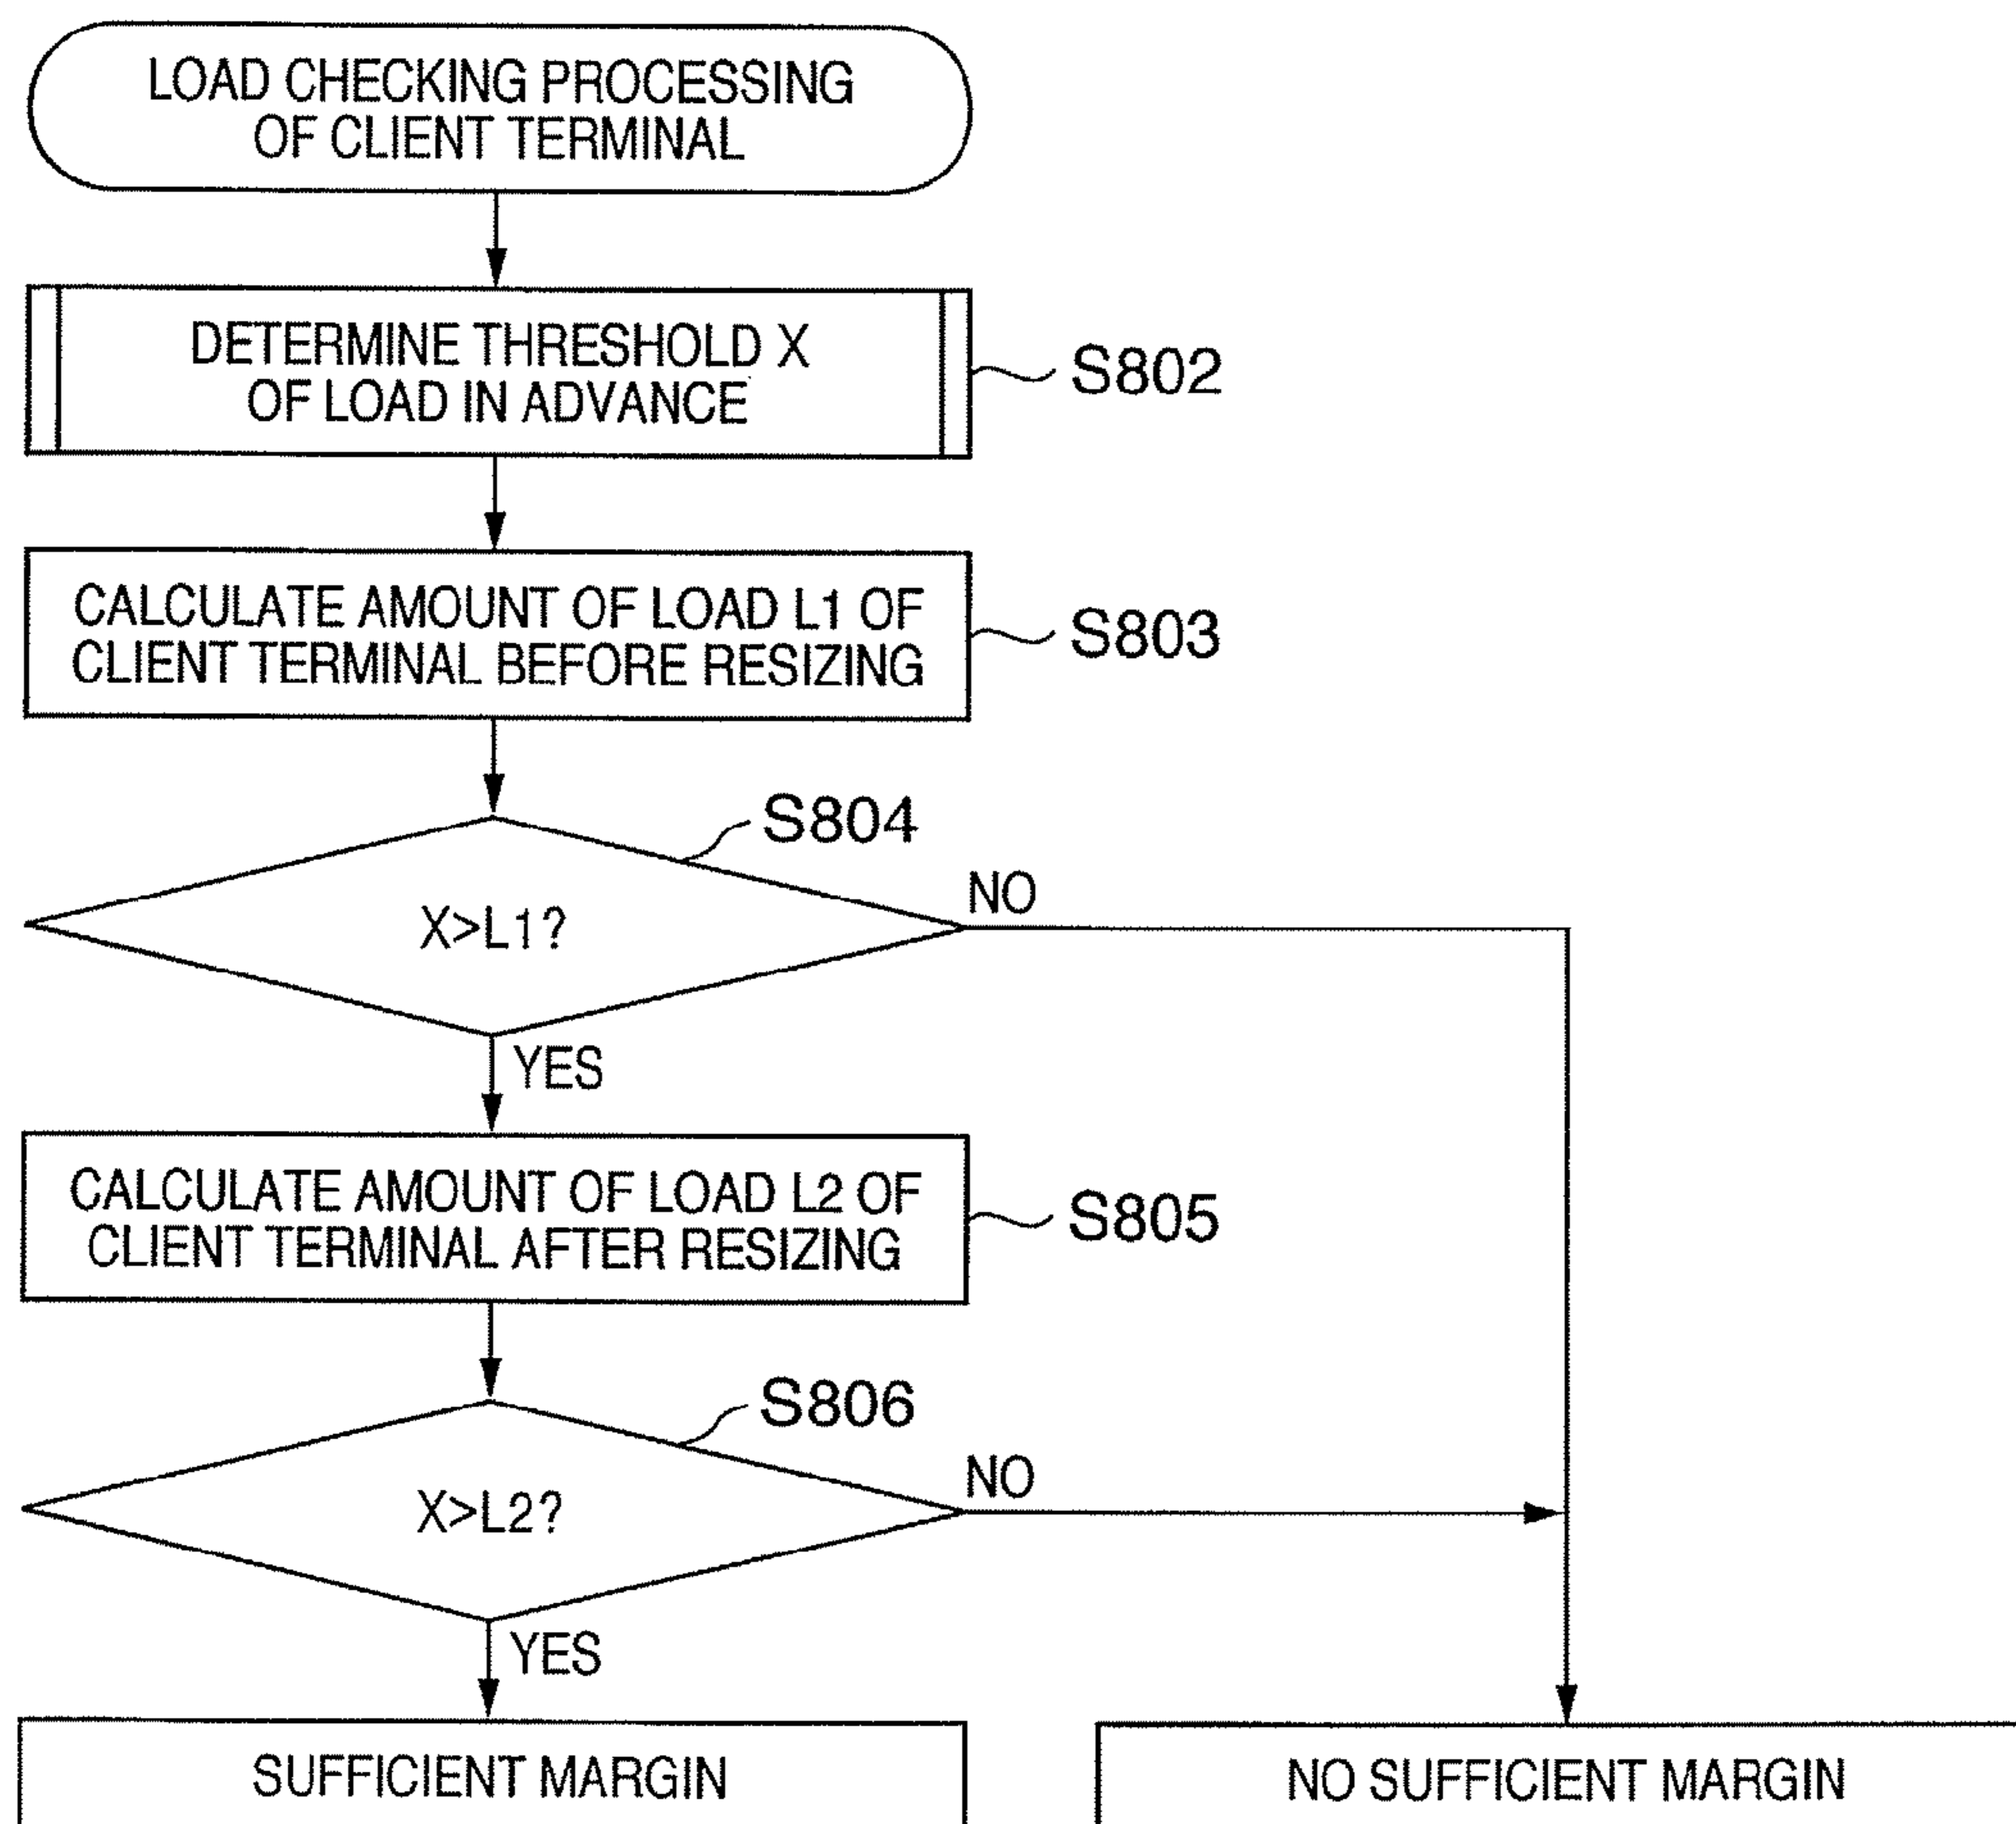 LOAD CHECKING PROCESSING
OF CLIENT TERMINAL
DETERMINE THRESHOLD X
OF LOAD IN ADVANCE
S802
CALCULATE AMOUNT OF LOAD L1 OF
CLIENT TERMINAL BEFORE RESIZING
S803
S804
X>L1?
NO
YES
CALCULATE AMOUNT OF LOAD L2 OF
CLIENT TERMINAL AFTER RESIZING
S805
S806
X>L2?
NO
YES
SUFFICIENT MARGIN
NO SUFFICIENT MARGIN